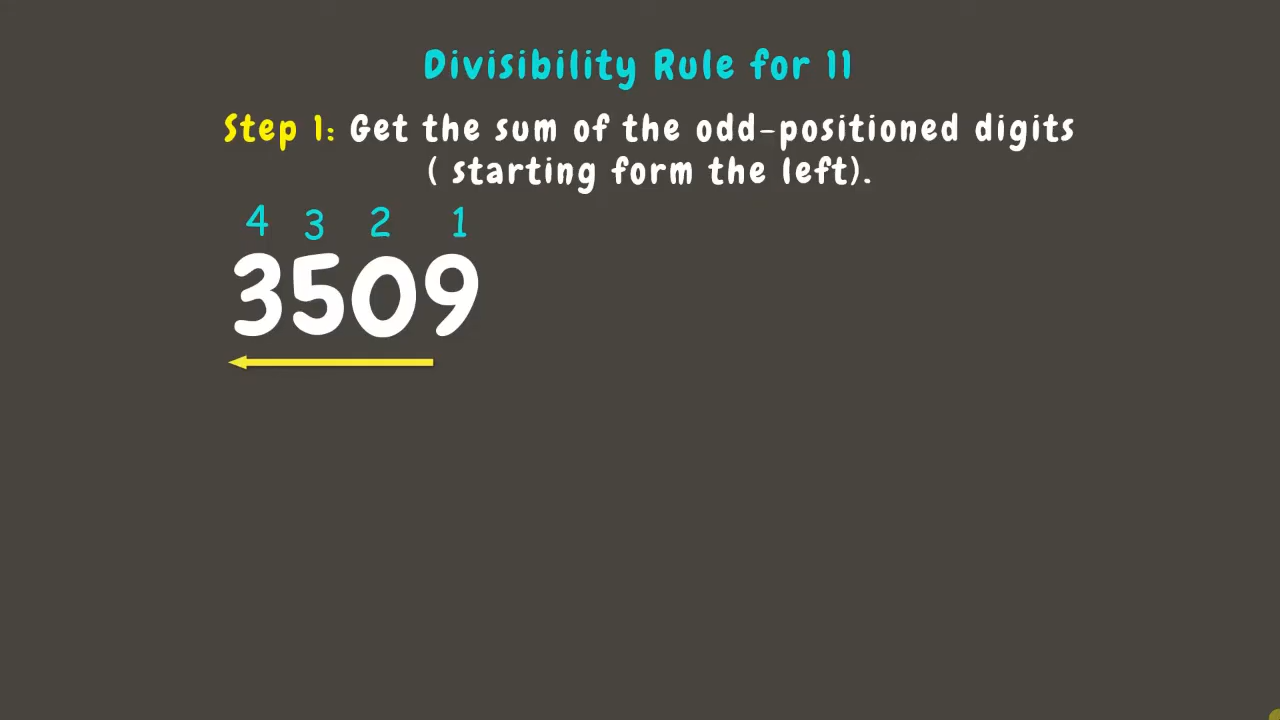 Divisibility Rule for 11
Step 1: Get the sum of the odd-positioned digits
( starting form the left).
4 3 2 1
3509